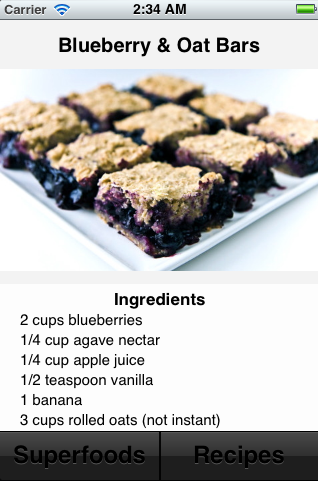 Carrier 2:34 AM
Blueberry & Oat Bars
Ingredients
2 cups blueberries
1/4 cup agave nectar
1/4 cup apple juice
1/2 teaspoon vanilla
1 banana
3 cups rolled oats (not instant)
Superfoods Recipes